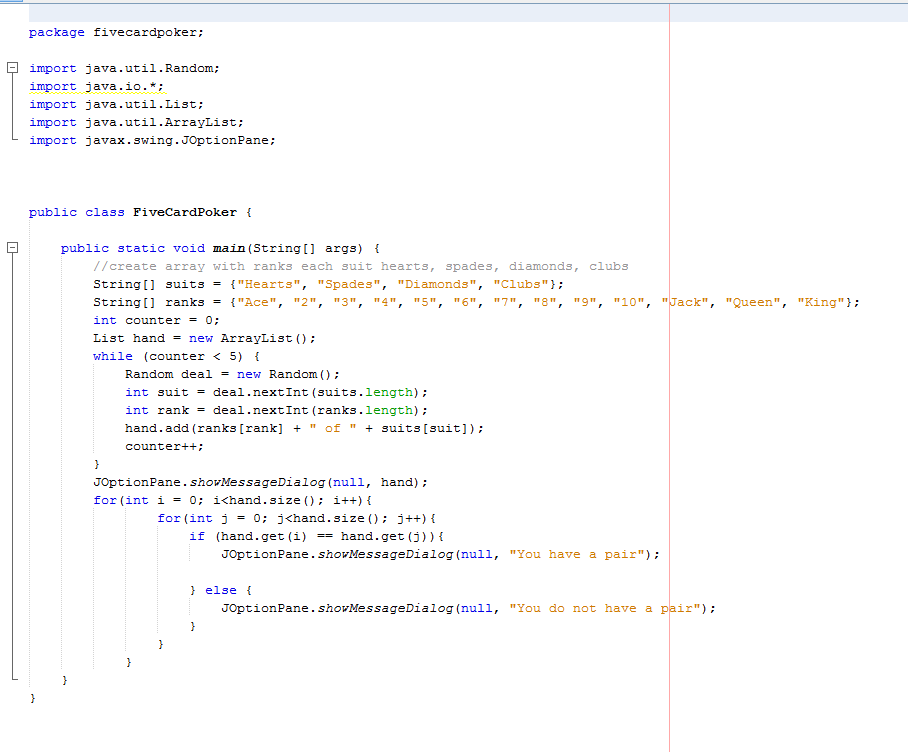 package fivecardpoker;
import java.util.Random;
import java.io.*;
import java.util.List;
import java.util.ArrayList;
import javax.swing.JOptionPane;
public class FiveCardPoker {
public static void main(String[] args) {
//create array with ranks each suit hearts, spades, diamonds, clubs
String[] suits = {"Hearts", "Spades", "Diamonds", "Clubs"};
String[] ranks = {"Ace", "2", "3", "4", "5", "6", "7", "8", "9", "10", "Jack", "Queen", "King"};
int counter = 0;
List hand = new ArrayList();
while (counter < 5) {
Random deal = new Random();
int suit = deal.nextInt(suits.length);
int rank = deal.nextInt(ranks.length);
hand.add(ranks[rank] + " of " + suits[suit]);
counter++;
}
JOptionPane.showMessageDialog(null, hand);
for(int i = 0; i<hand.size(); i++){
for(int j = 0; j<hand.size(); j++){
if (hand.get(i) == hand.get(j)){
JOptionPane.showMessageDialog(null, "You have a pair");
} else {
JOptionPane.showMessageDialog(null, "You do not have a pair");
}
}
}
}
}